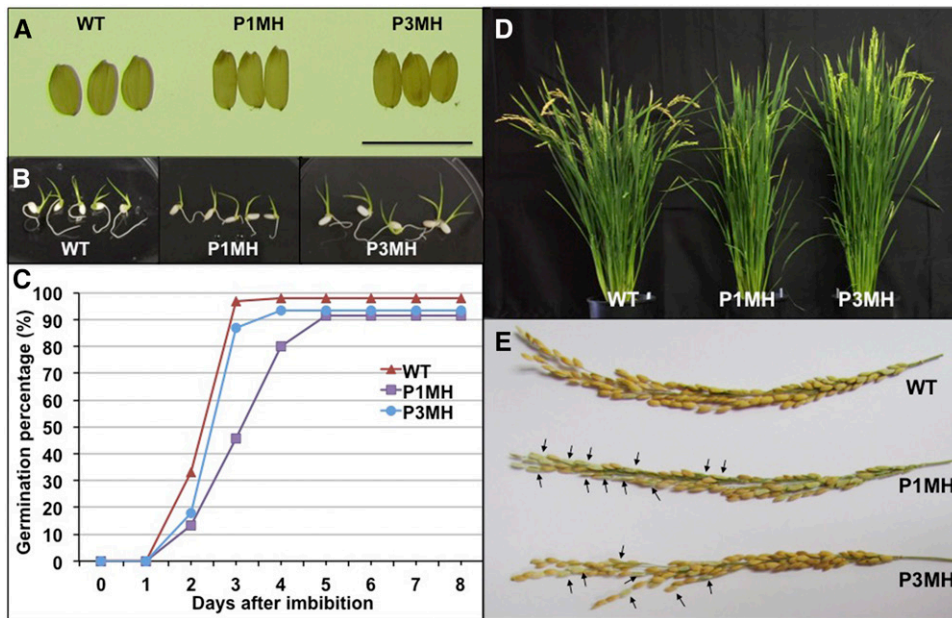 A
WT P1MH P3MH
B
WT P1MH P3MH
C
Germination percentage (%)
100
90
80
70
60
50
40
30
20
10
0
WT
P1MH
P3MH
0 1 2 3 4 5 6 7 8
Days after imbibition
D
WT P1MH P3MH
E
WT
P1MH
P3MH